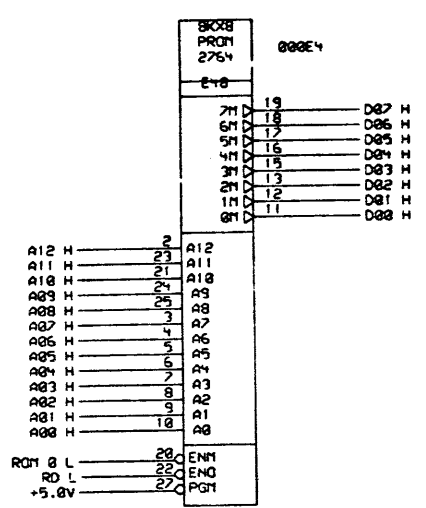 8KX8
PROM
2764
000E4
E48
7M 19 D07 H
6M 18 D06 H
5M 17 D05 H
4M 16 D04 H
3M 15 D03 H
2M 13 D02 H
1M 12 D01 H
0M 11 D00 H
A12 H 2 A12
A11 H 23 A11
A10 H 21 A10
A09 H 24 A9
A08 H 25 A8
A07 H 3 A7
A06 H 4 A6
A05 H 5 A5
A04 H 6 A4
A03 H 7 A3
A02 H 8 A2
A01 H 9 A1
A00 H 10 A0
ROM 0 L 20 ENM
RD L 22 ENO
+5.0V 27 PGM